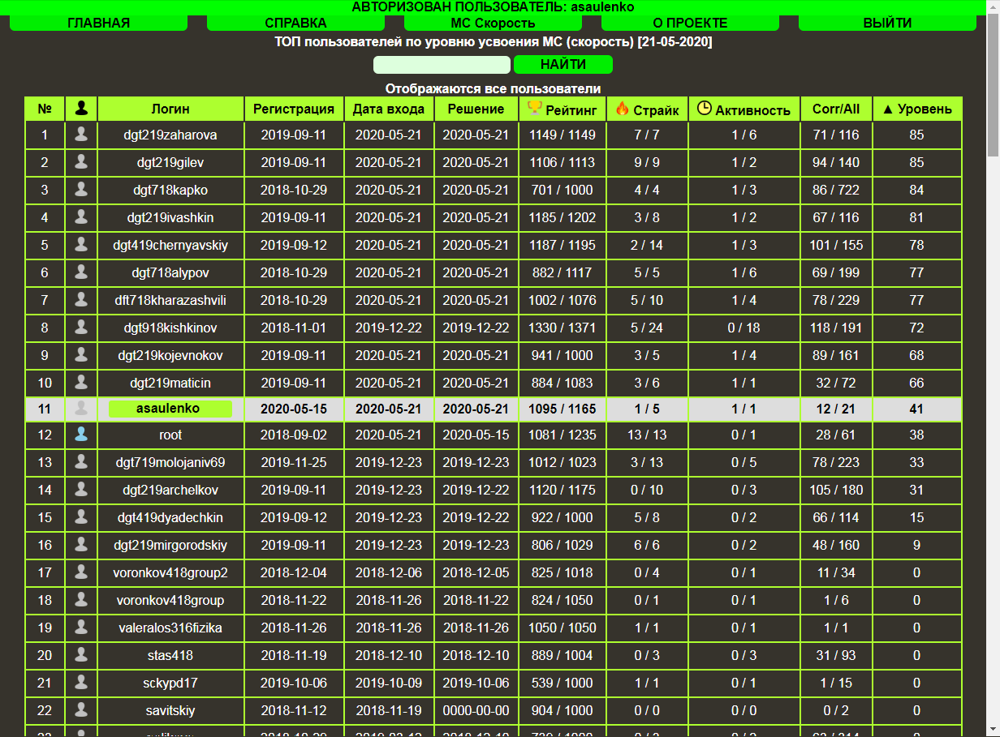 АВТОРИЗОВАН ПОЛЬЗОВАТЕЛЬ: asaulenko
ГЛАВНАЯ СПРАВКА МС Скорость О ПРОЕКТЕ ВЫЙТИ
ТОП пользователей по уровню усвоения МС (скорость) [21-05-2020]
НАЙТИ
Отображаются все пользователи
№ Логин Регистрация Дата входа Решение Рейтинг Страйк Активность Corr/All ▲ Уровень
1 dgt219zaharova 2019-09-11 2020-05-21 2020-05-21 1149 / 1149 7 / 7 1 / 6 71 / 116 85
2 dgt219gilev 2019-09-11 2020-05-21 2020-05-21 1106 / 1113 9 / 9 1 / 2 94 / 140 85
3 dgt718kapko 2018-10-29 2020-05-21 2020-05-21 701 / 1000 4 / 4 1 / 3 86 / 722 84
4 dgt219ivashkin 2019-09-11 2020-05-21 2020-05-21 1185 / 1202 3 / 8 1 / 2 67 / 116 81
5 dgt419chernyavskiy 2019-09-12 2020-05-21 2020-05-21 1187 / 1195 2 / 14 1 / 3 101 / 155 78
6 dgt718alypov 2018-10-29 2020-05-21 2020-05-21 882 / 1117 5 / 5 1 / 6 69 / 199 77
7 dft718kharazashvili 2018-10-29 2020-05-21 2020-05-21 1002 / 1076 5 / 10 1 / 4 78 / 229 77
8 dgt918kishkinov 2018-11-01 2019-12-22 2019-12-22 1330 / 1371 5 / 24 0 / 18 118 / 191 72
9 dgt219kojevnokov 2019-09-11 2020-05-21 2020-05-21 941 / 1000 3 / 5 1 / 4 89 / 161 68
10 dgt219maticin 2019-09-11 2020-05-21 2020-05-21 884 / 1083 3 / 6 1 / 1 32 / 72 66
11 asaulenko 2020-05-15 2020-05-21 2020-05-21 1095 / 1165 1 / 5 1 / 1 12 / 21 41
12 root 2018-09-02 2020-05-21 2020-05-15 1081 / 1235 13 / 13 0 / 1 28 / 61 38
13 dgt719molojaniv69 2019-11-25 2019-12-23 2019-12-23 1012 / 1023 3 / 13 0 / 5 78 / 223 33
14 dgt219archelkov 2019-09-11 2019-12-23 2019-12-22 1120 / 1175 0 / 10 0 / 3 105 / 180 31
15 dgt419dyadechkin 2019-09-12 2019-12-23 2019-12-22 922 / 1000 5 / 8 0 / 2 66 / 114 15
16 dgt219mirgorodskiy 2019-09-11 2019-12-23 2019-12-23 806 / 1029 6 / 6 0 / 2 48 / 160 9
17 voronkov418group2 2018-12-04 2018-12-06 2018-12-05 825 / 1018 0 / 4 0 / 1 11 / 34 0
18 voronkov418group 2018-11-22 2018-11-26 2018-11-22 824 / 1050 0 / 1 0 / 1 1 / 6 0
19 valeralos316fizika 2018-11-26 2018-11-26 2018-11-26 1050 / 1050 1 / 1 0 / 1 1 / 1 0
20 stas418 2018-11-19 2018-12-10 2018-12-10 889 / 1004 0 / 3 0 / 3 31 / 93 0
21 sckypd17 2019-10-06 2019-10-09 2019-10-06 539 / 1000 1 / 1 0 / 1 1 / 15 0
22 savitskiy 2018-11-12 2018-11-19 0000-00-00 904 / 1000 0 / 0 0 / 0 0 / 2 0